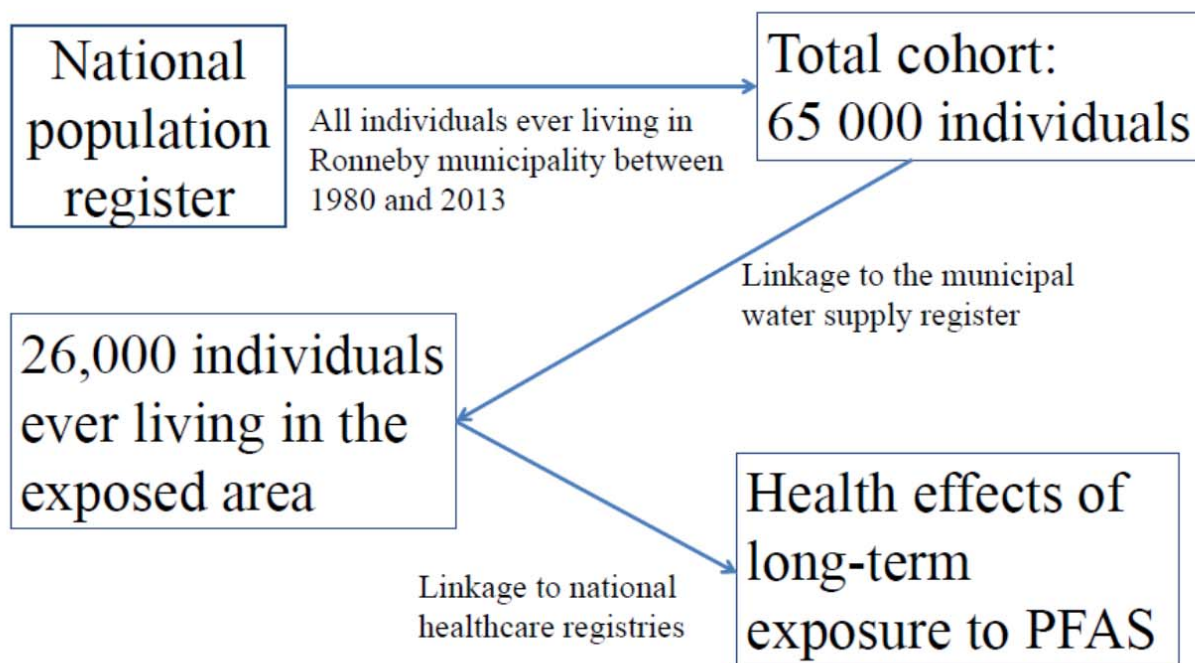 National
population
register
All individuals ever living in
Ronneby municipality between
1980 and 2013
Total cohort:
65 000 individuals
Linkage to the municipal
water supply register
26,000 individuals
ever living in the
exposed area
Linkage to national
healthcare registries
Health effects of
long-term
exposure to PFAS